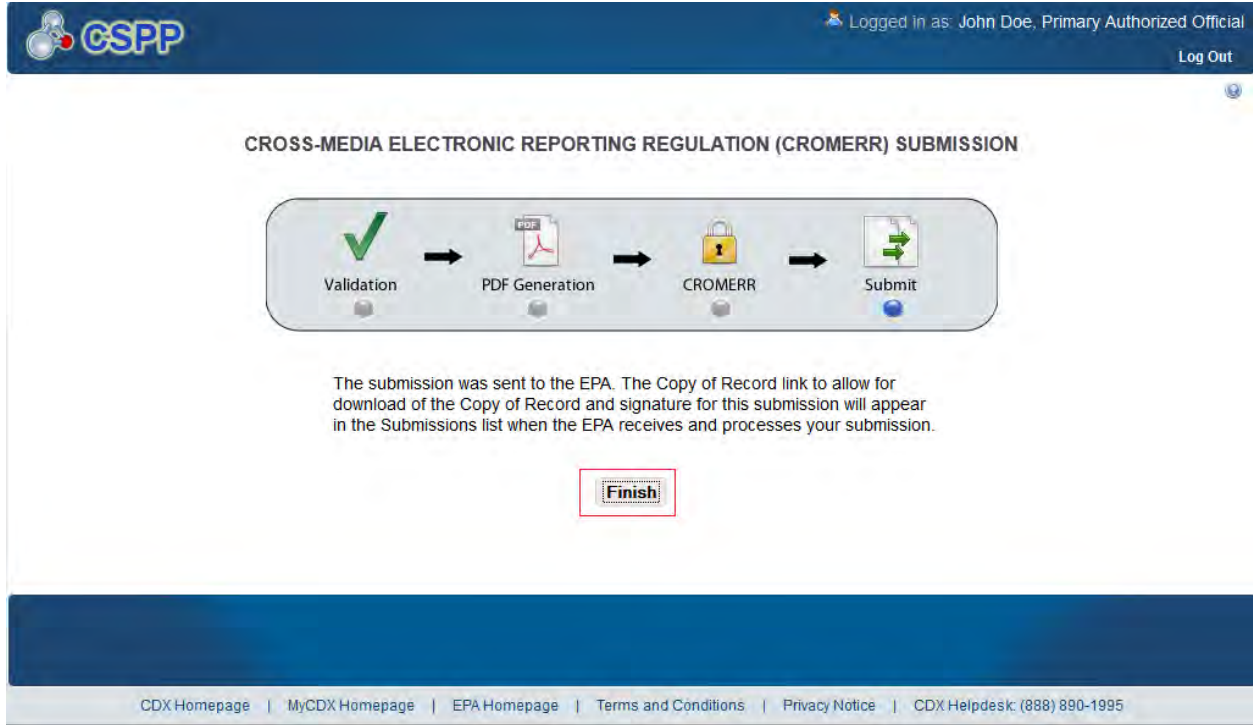 CSPP
Logged in as: John Doe, Primary Authorized Official
Log Out
CROSS-MEDIA ELECTRONIC REPORTING REGULATION (CROMERR) SUBMISSION
PDF
Validation PDF Generation CROMERR Submit
The submission was sent to the EPA. The Copy of Record link to allow for
download of the Copy of Record and signature for this submission will appear
in the Submissions list when the EPA receives and processes your submission.
Finish
CDX Homepage | MyCDX Homepage | EPA Homepage | Terms and Conditions | Privacy Notice | CDX Helpdesk: (888) 890-1995